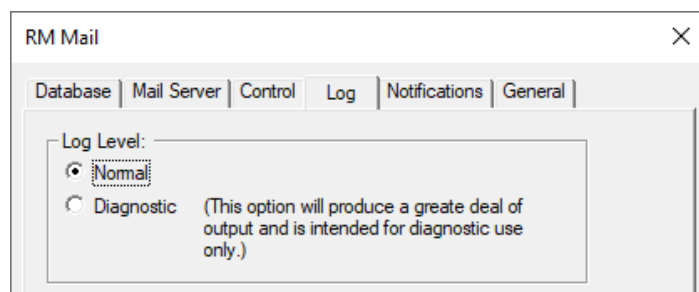 RM Mail
Database Mail Server Control Log Notifications General
Log Level:
Normal
Diagnostic (This option will produce a greate deal of
output and is intended for diagnostic use
only.)